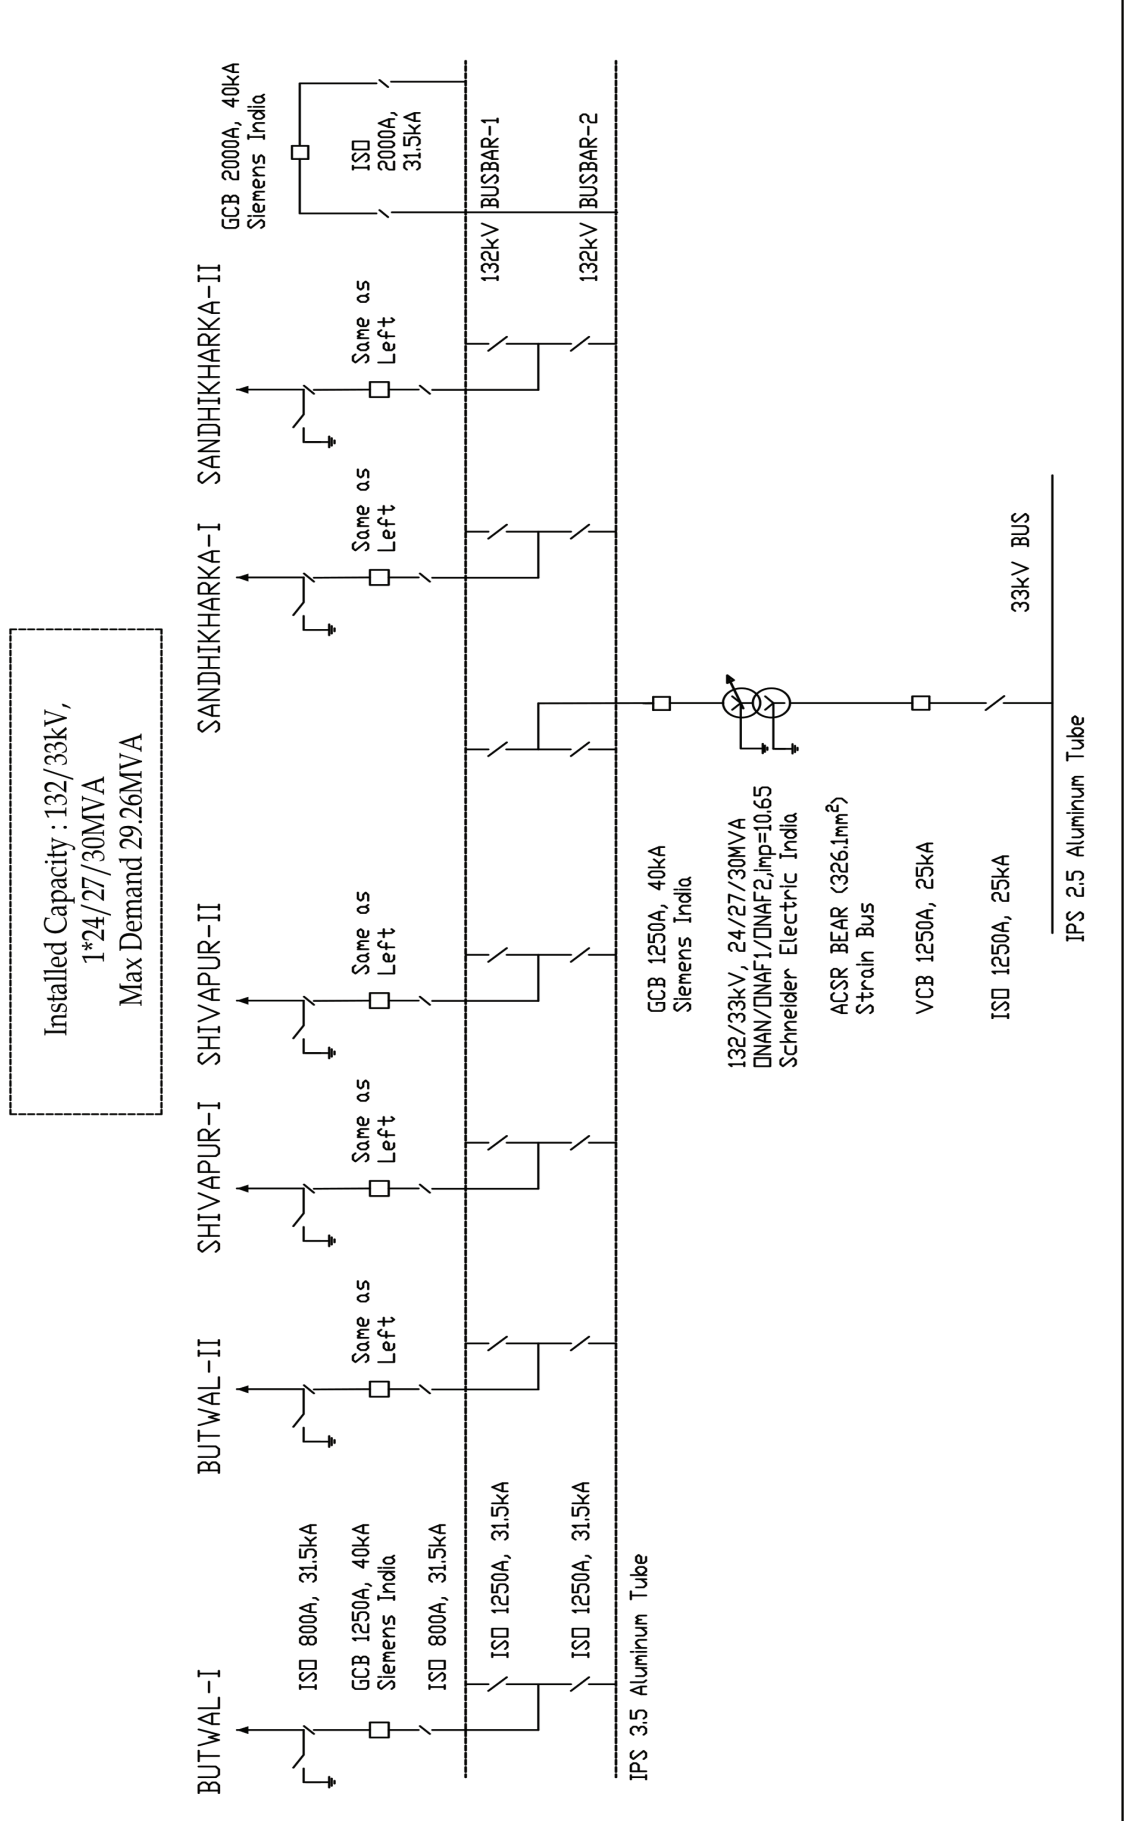 Installed Capacity : 132/33kV,
1*24/27/30MVA
Max Demand 29.26MVA
BUTWAL-I
BUTWAL-II
SHIVAPUR-I
SHIVAPUR-II
SANDHIKHARKA-I
SANDHIKHARKA-II
GCB 2000A, 40kA
Siemens India
ISO 800A, 31.5kA
GCB 1250A, 40kA
Siemens India
ISO 800A, 31.5kA
Same as
Left
Same as
Left
Same as
Left
Same as
Left
Same as
Left
ISO
2000A,
31.5kA
ISO 1250A, 31.5kA
132kV BUSBAR-1
ISO 1250A, 31.5kA
132kV BUSBAR-2
IPS 3.5 Aluminum Tube
GCB 1250A, 40kA
Siemens India
132/33kV, 24/27/30MVA
ONAN/ONAF1/ONAF2,imp=10.65
Schneider Electric India
ACSR BEAR (326.1mm²)
Strain Bus
VCB 1250A, 25kA
ISO 1250A, 25kA
33kV BUS
IPS 2.5 Aluminum Tube